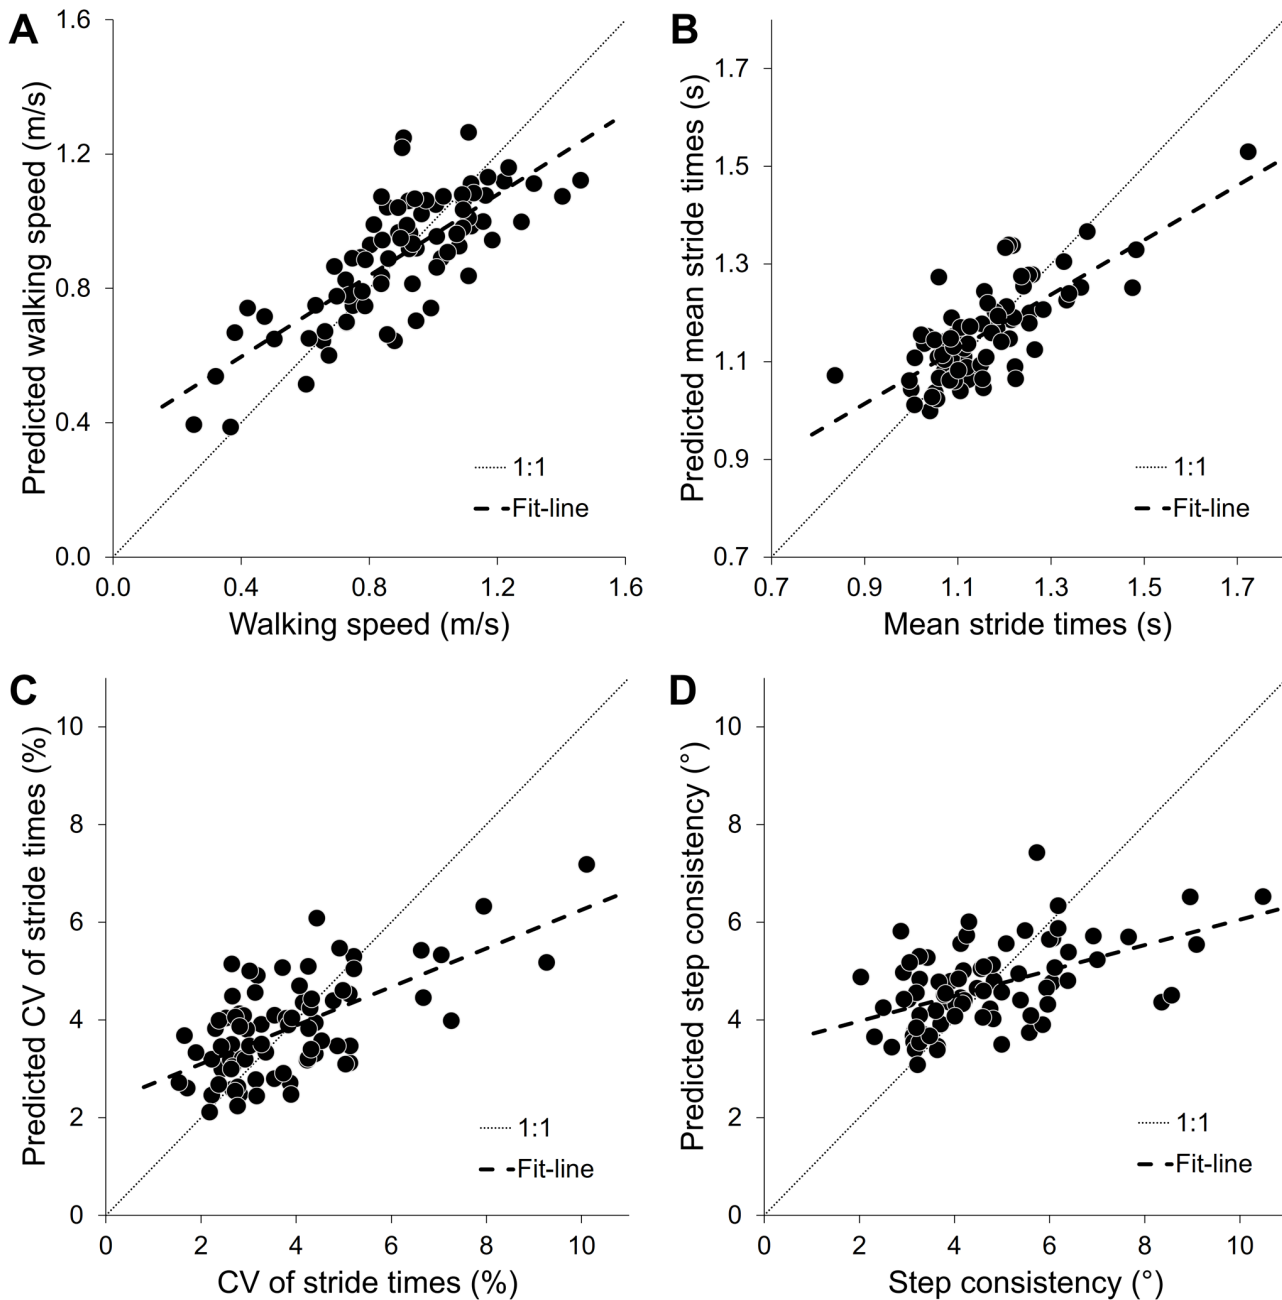 A
Predicted walking speed (m/s)
1.6
1.2
0.8
0.4
0.0
1:1
Fit-line
0.0 0.4 0.8 1.2 1.6
Walking speed (m/s)
B
Predicted mean stride times (s)
1.7
1.5
1.3
1.1
0.9
0.7
1:1
Fit-line
0.7 0.9 1.1 1.3 1.5 1.7
Mean stride times (s)
C
Predicted CV of stride times (%)
10
8
6
4
2
0
1:1
Fit-line
0 2 4 6 8 10
CV of stride times (%)
D
Predicted step consistency (°)
10
8
6
4
2
0
1:1
Fit-line
0 2 4 6 8 10
Step consistency (°)